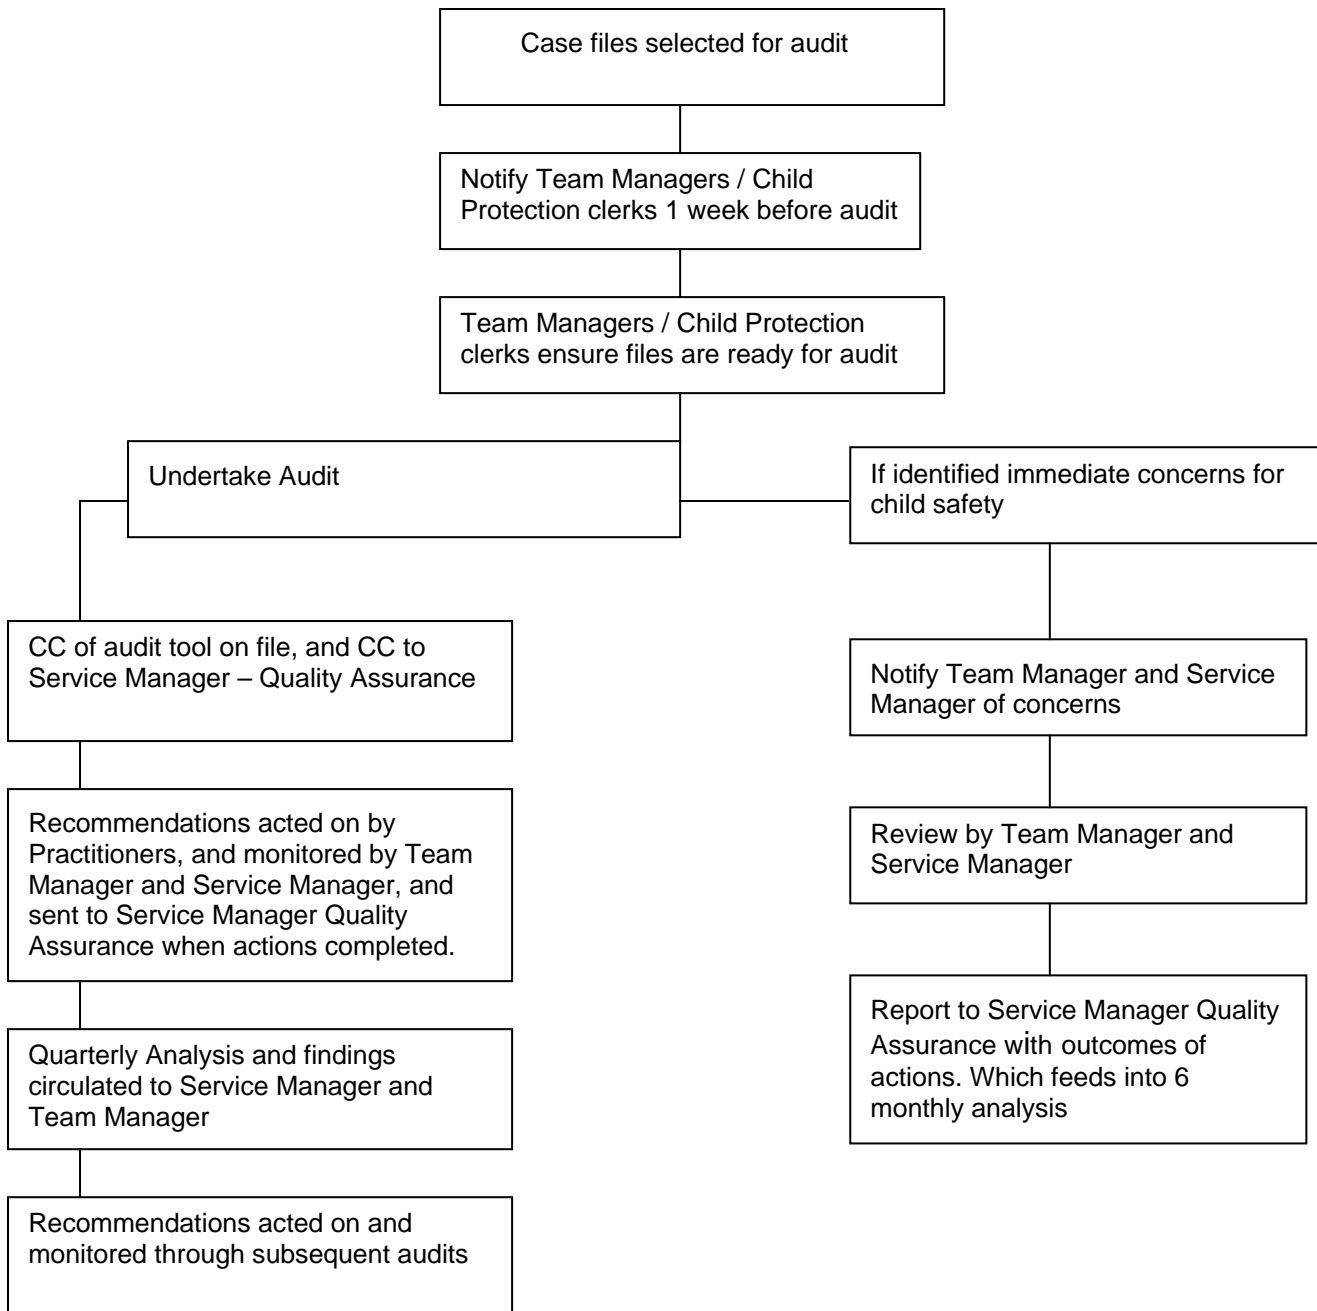 Case files selected for audit
Notify Team Managers / Child
Protection clerks 1 week before audit
Team Managers / Child Protection
clerks ensure files are ready for audit
Undertake Audit
If identified immediate concerns for
child safety
CC of audit tool on file, and CC to
Service Manager – Quality Assurance
Notify Team Manager and Service
Manager of concerns
Recommendations acted on by
Practitioners, and monitored by Team
Manager and Service Manager, and
sent to Service Manager Quality
Assurance when actions completed.
Review by Team Manager and
Service Manager
Quarterly Analysis and findings
circulated to Service Manager and
Team Manager
Report to Service Manager Quality
Assurance with outcomes of
actions. Which feeds into 6
monthly analysis
Recommendations acted on and
monitored through subsequent audits